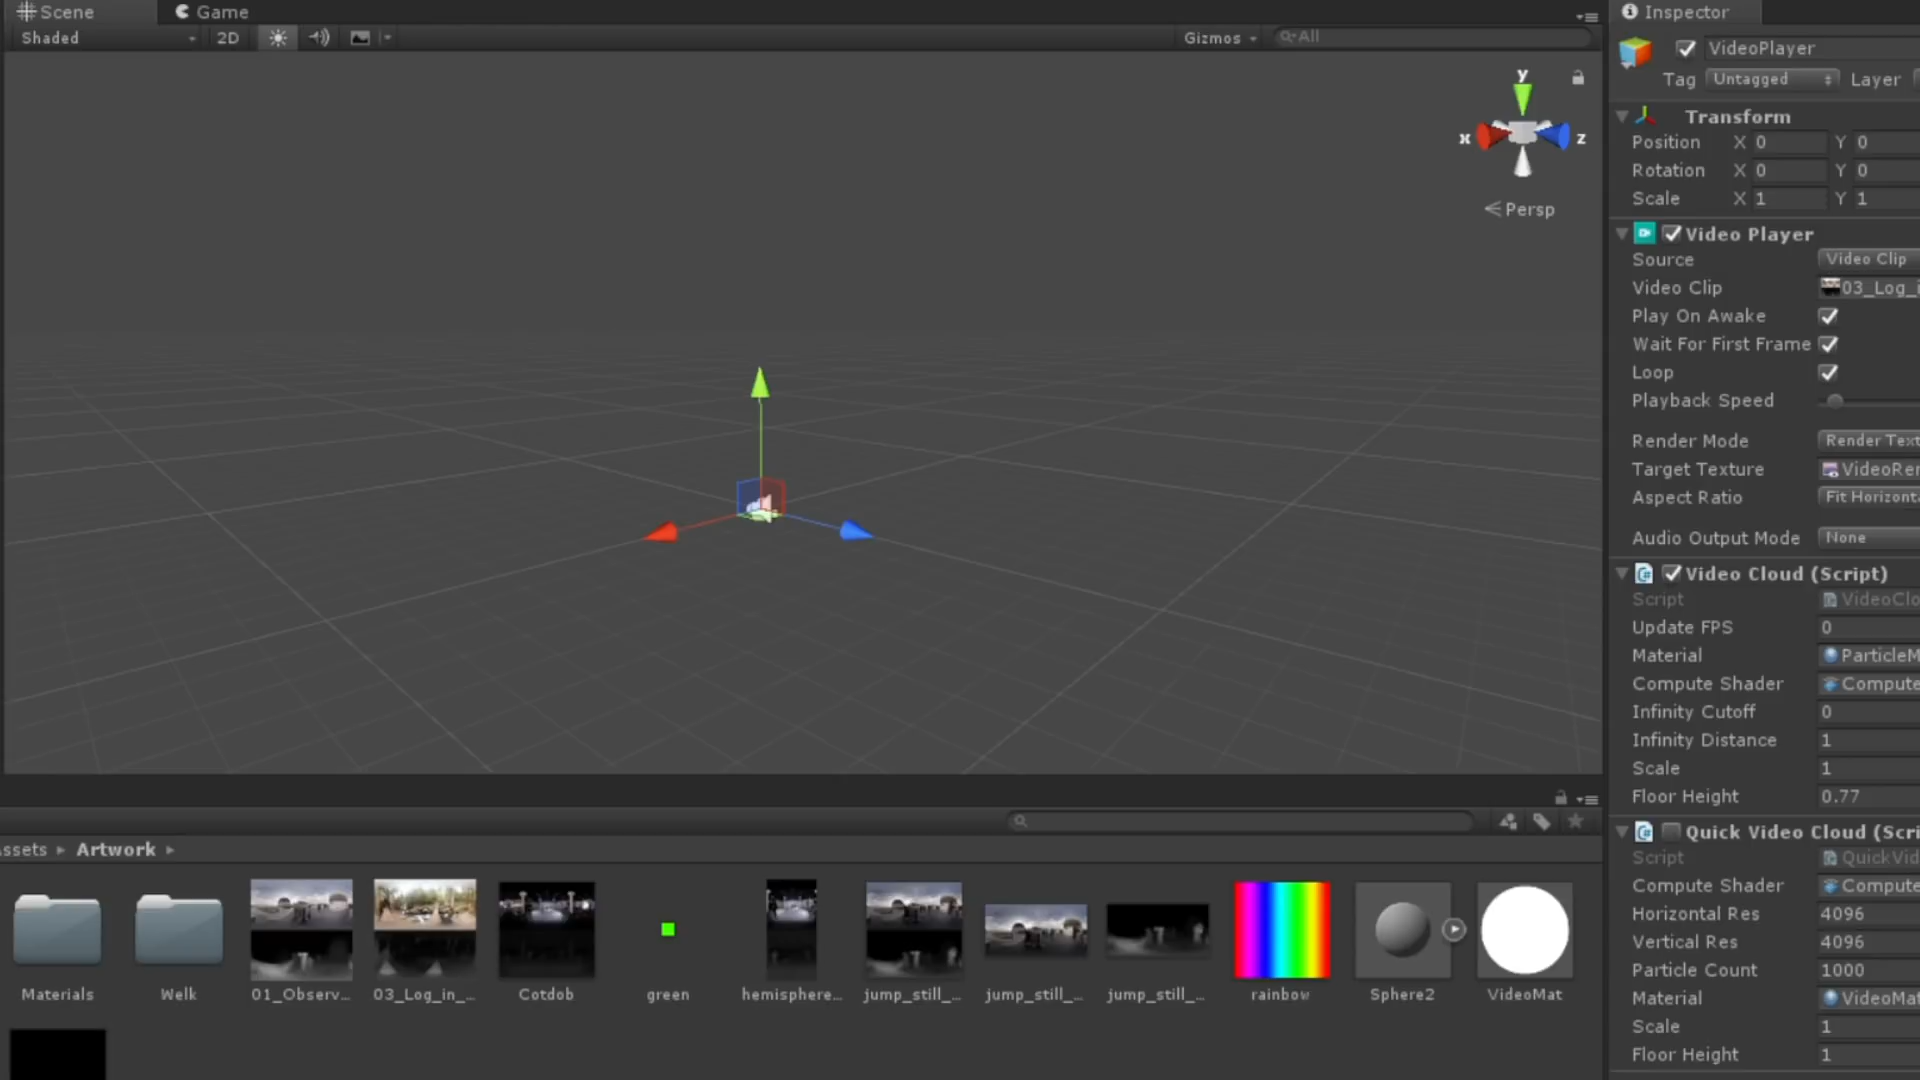 Scene
Game
Shaded
2D
Gizmos
All
y
x
z
Persp
Inspector
VideoPlayer
Tag Untagged Layer
Transform
Position X 0 Y 0
Rotation X 0 Y 0
Scale X 1 Y 1
Video Player
Source Video Clip
Video Clip 03_Log_i
Play On Awake
Wait For First Frame
Loop
Playback Speed
Render Mode Render Text
Target Texture VideoRen
Aspect Ratio Fit Horizonta
Audio Output Mode None
Video Cloud (Script)
Script VideoClo
Update FPS 0
Material ParticleM
Compute Shader Compute
Infinity Cutoff 0
Infinity Distance 1
Scale 1
Floor Height 0.77
Quick Video Cloud (Scri
Script QuickVid
Compute Shader Compute
Horizontal Res 4096
Vertical Res 4096
Particle Count 1000
Material VideoMat
Scale 1
Floor Height 1
ssets ▸ Artwork ▸
Materials
Welk
01_Observ...
03_Log_in_...
Cotdob
green
hemisphere...
jump_still_...
jump_still_...
jump_still_...
rainbow
Sphere2
VideoMat